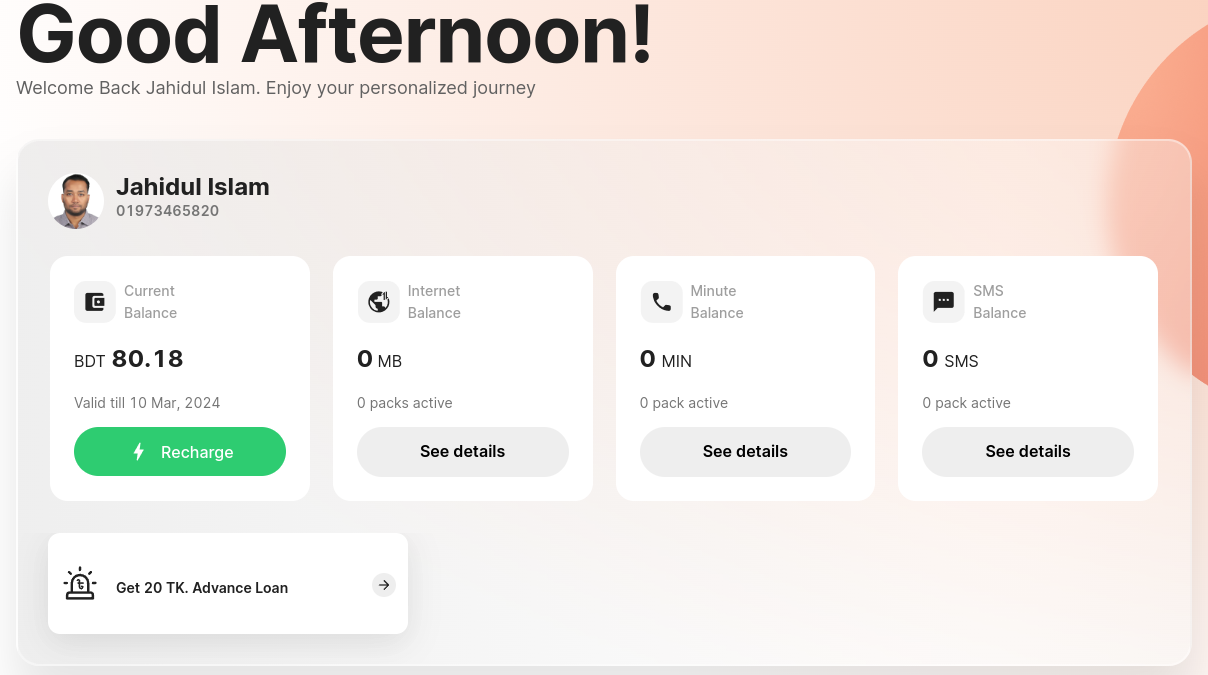 Good Afternoon!
Welcome Back Jahidul Islam. Enjoy your personalized journey
Jahidul Islam
01973465820
Current
Balance
BDT 80.18
Valid till 10 Mar, 2024
Recharge
Internet
Balance
0 MB
0 packs active
See details
Minute
Balance
0 MIN
0 pack active
See details
SMS
Balance
0 SMS
0 pack active
See details
৳
Get 20 TK. Advance Loan